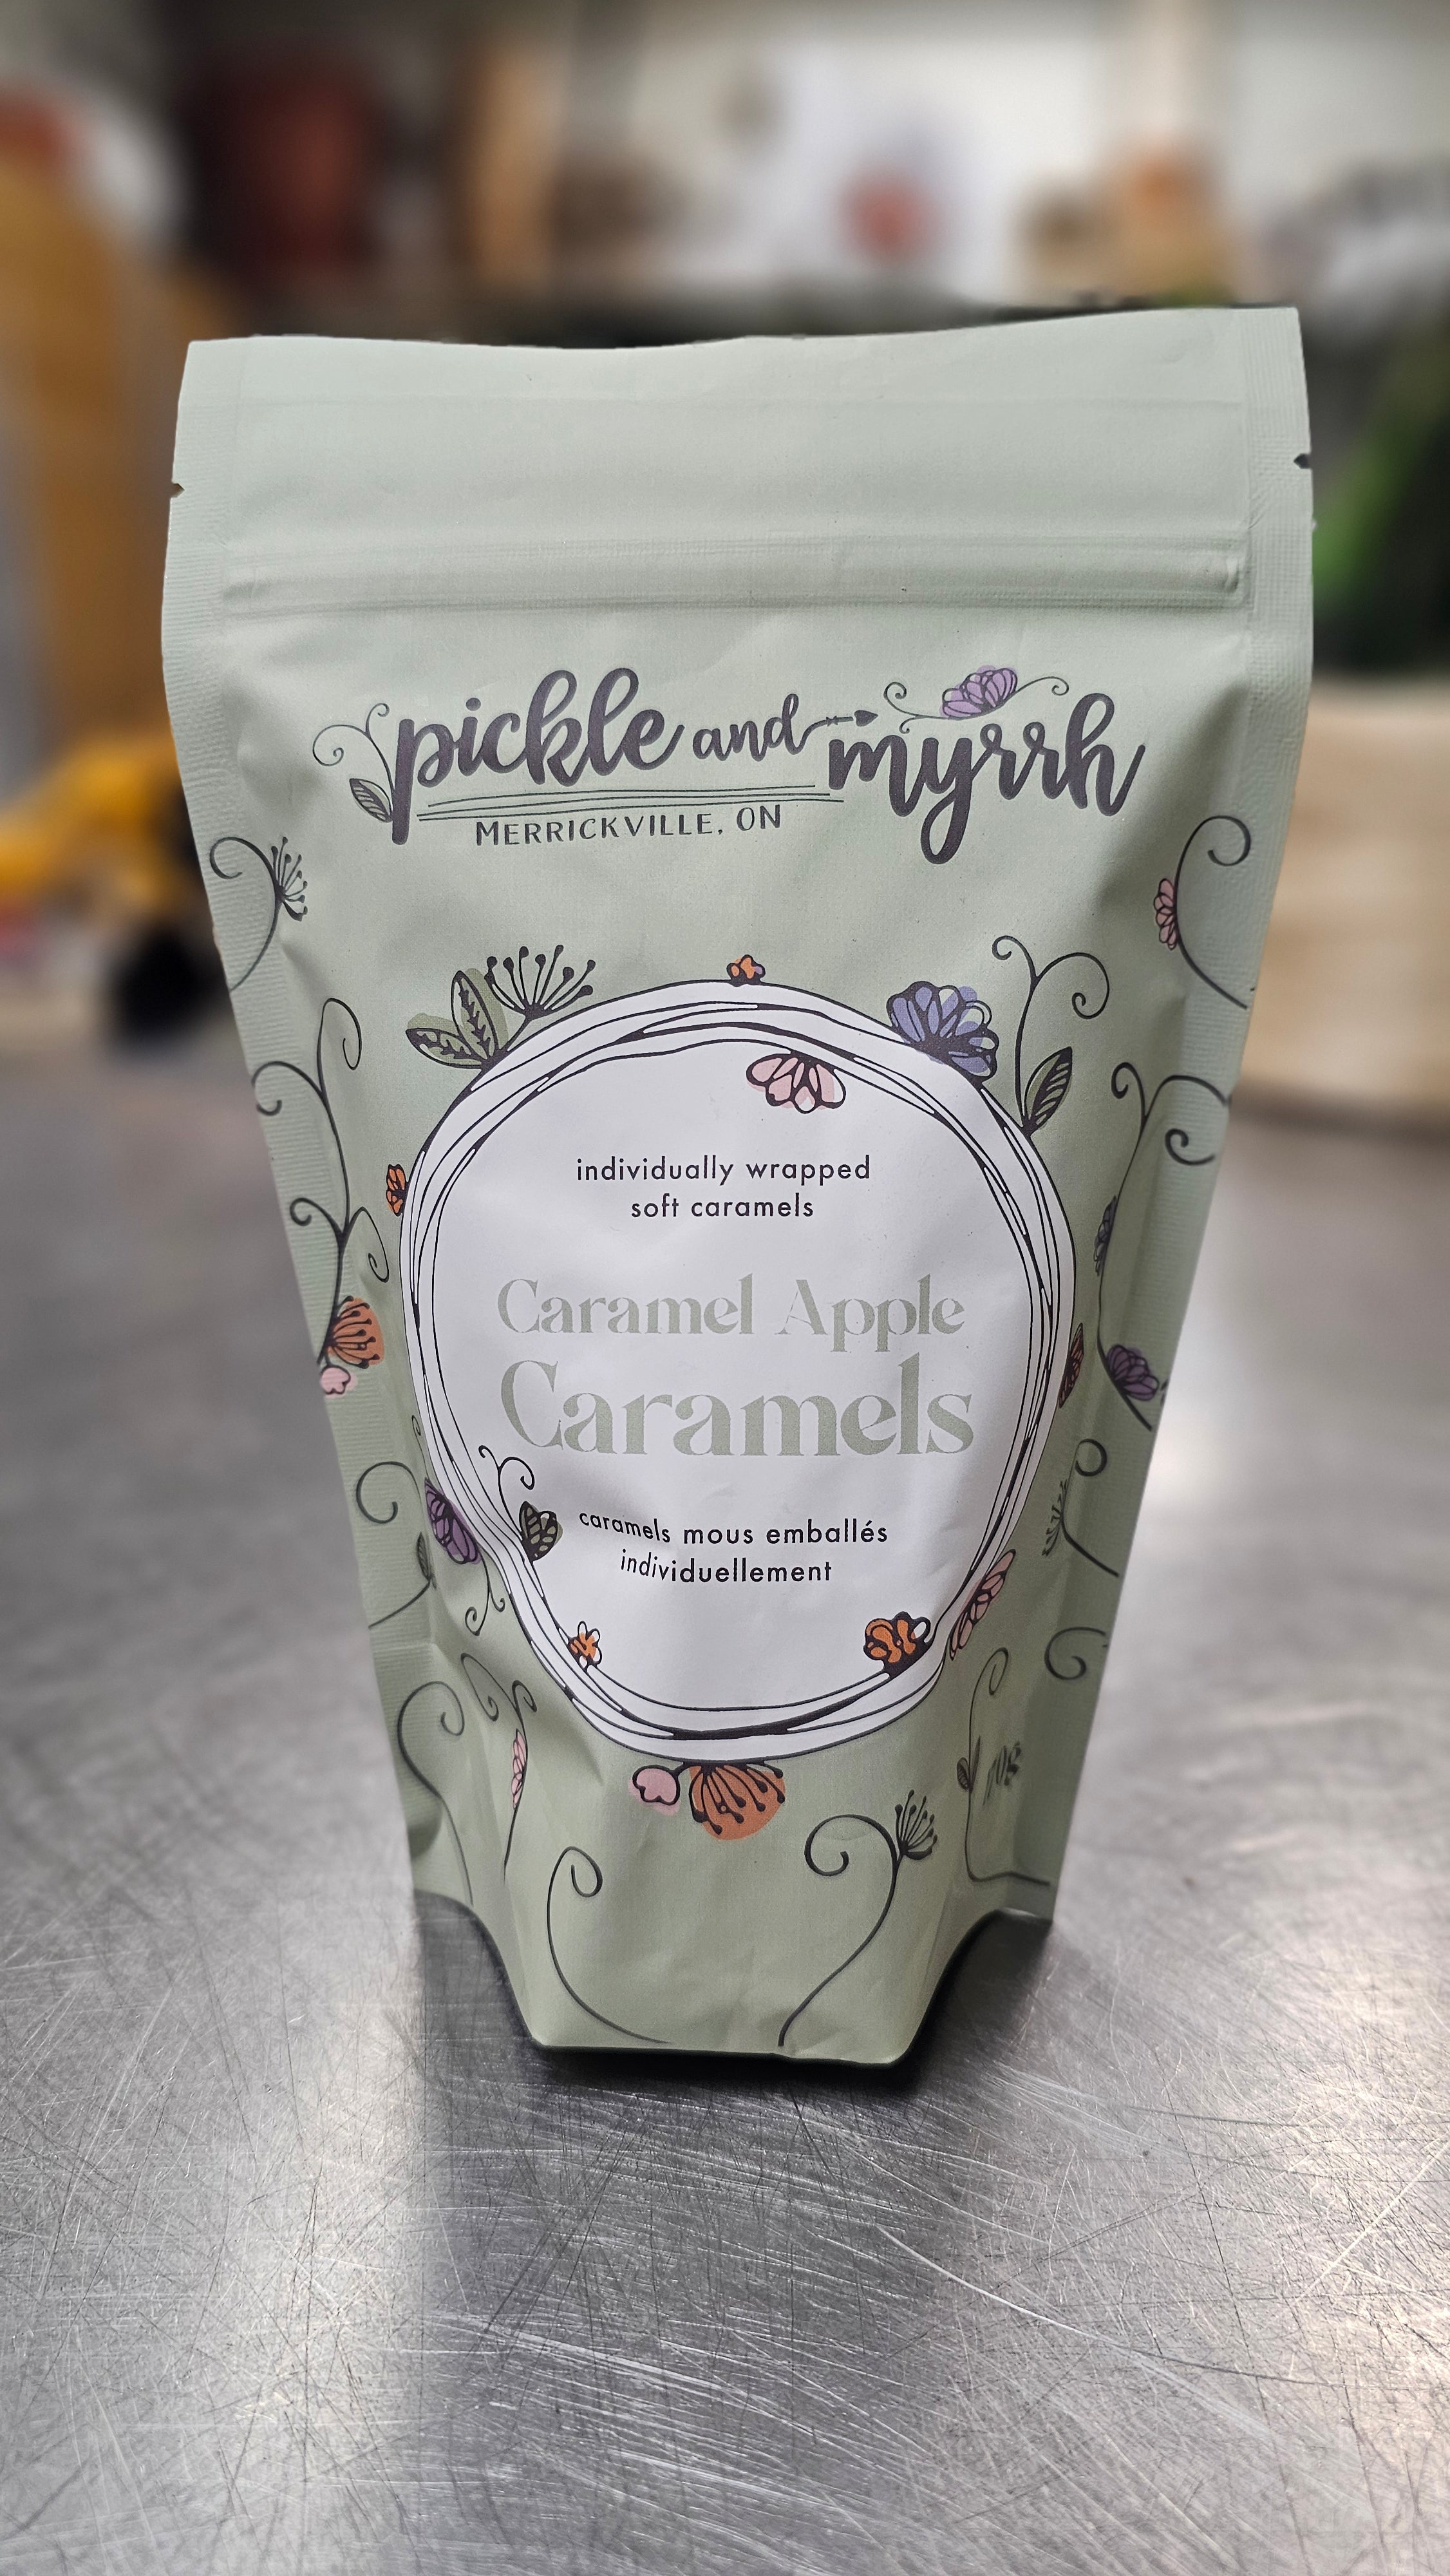 pickle and myrrh
MERRICKVILLE, ON
individually wrapped
soft caramels
Caramel Apple
Caramels
caramels mous emballés
individuellement